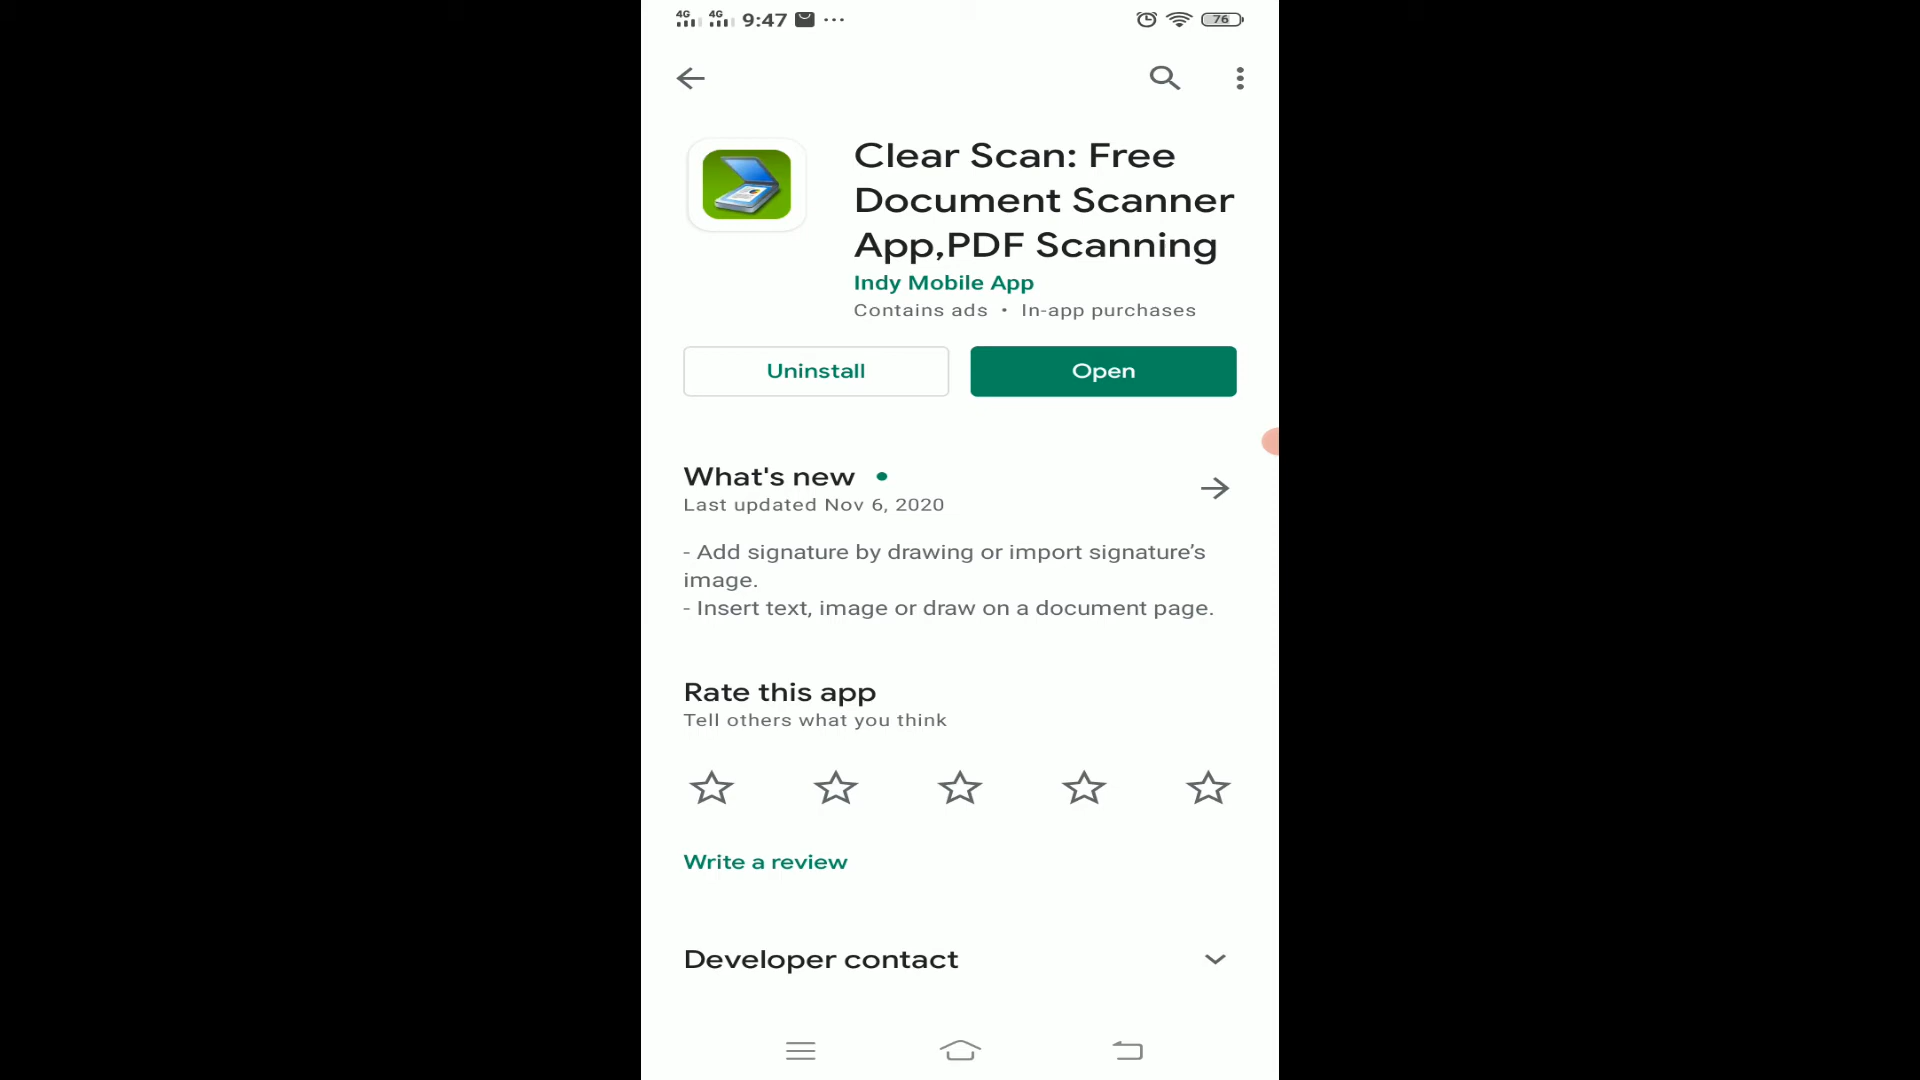 4G 4G 9:47 ... 76
Clear Scan: Free
Document Scanner
App,PDF Scanning
Indy Mobile App
Contains ads • In-app purchases
Uninstall
Open
What's new
Last updated Nov 6, 2020
- Add signature by drawing or import signature’s
image.
- Insert text, image or draw on a document page.
Rate this app
Tell others what you think
Write a review
Developer contact